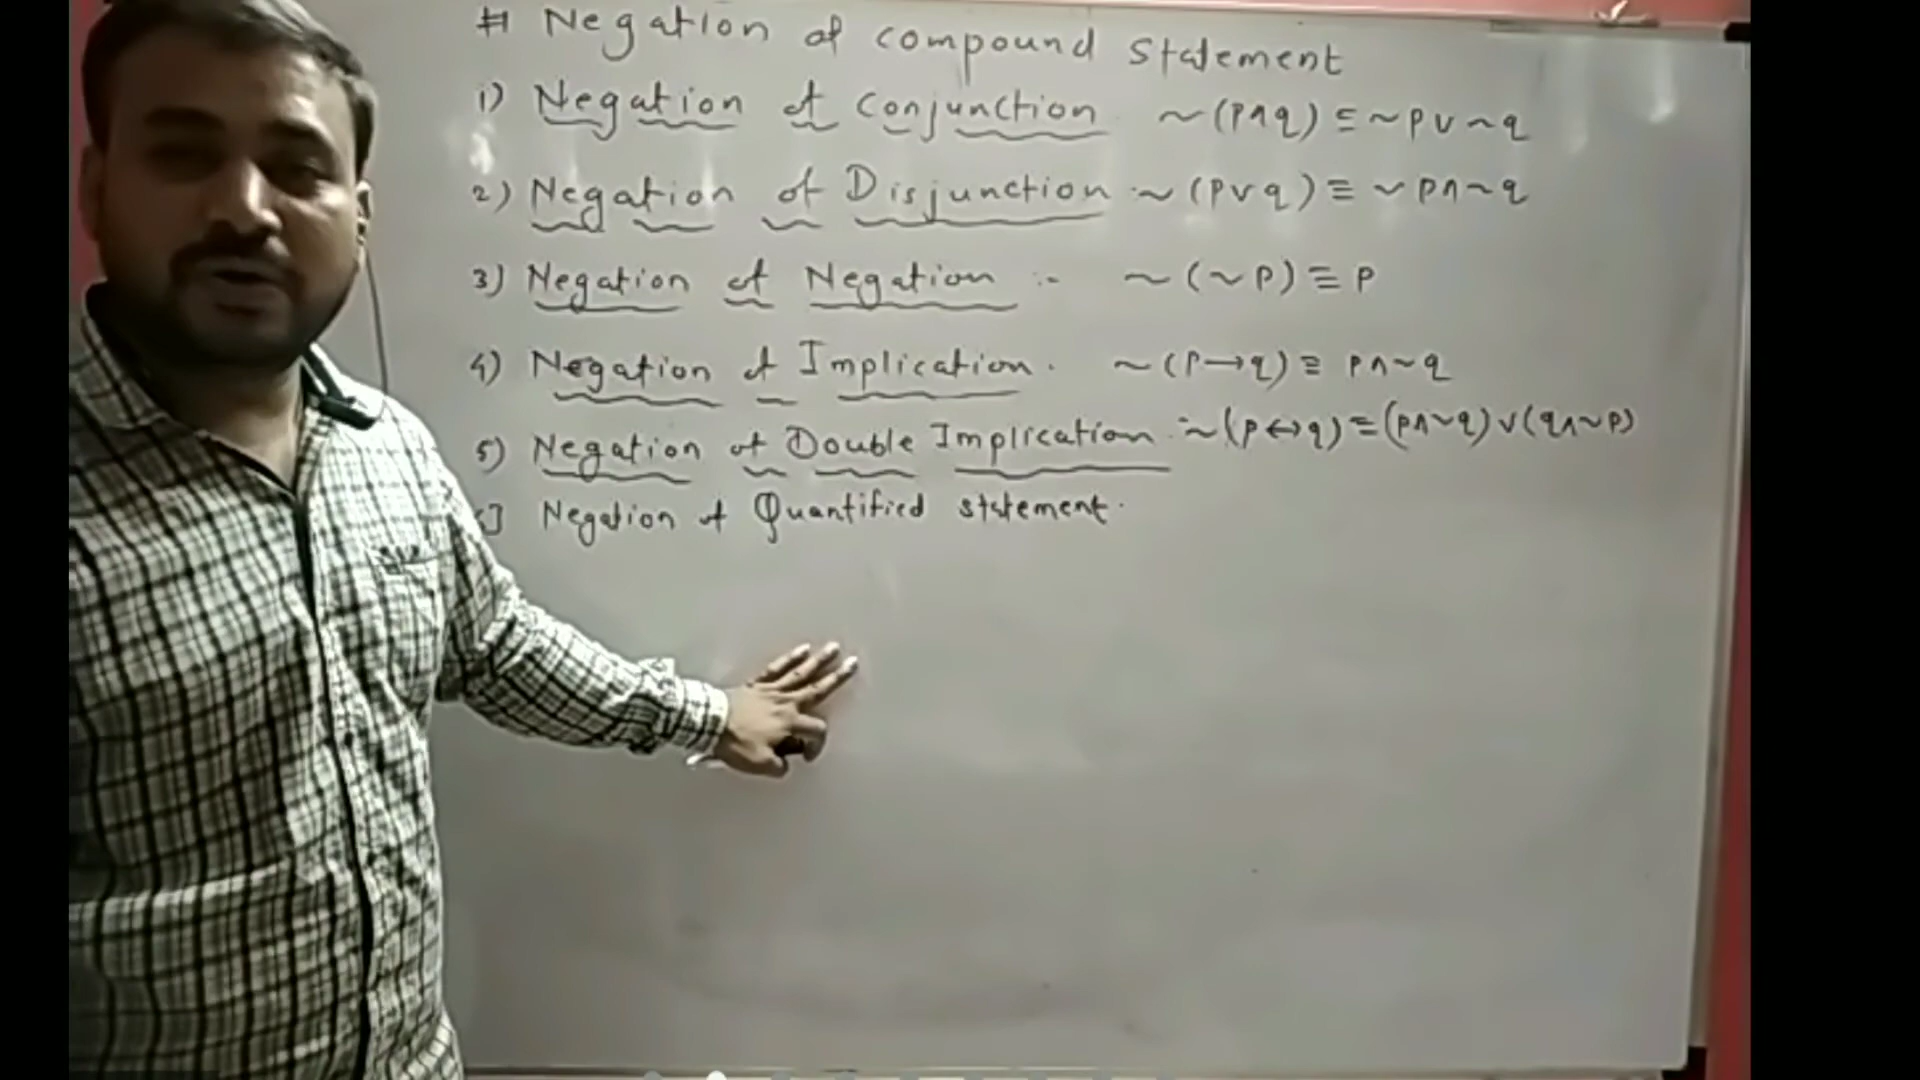 # Negation of compound statement
1) Negation of conjunction ~(p∧q) ≡ ~p∨~q
2) Negation of Disjunction :~(p∨q) ≡ ~p∧~q
3) Negation of Negation :- ~(~p) ≡ p
4) Negation of Implication. ~(p→q) ≡ p∧~q
5) Negation of Double Implication :~(p↔q) ≡ (p∧~q)∨(q∧~p)
] Negation of Quantified statement.